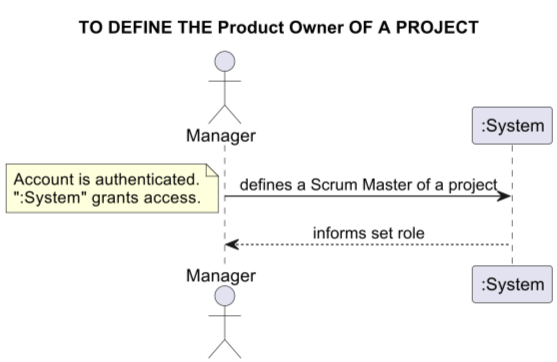 TO DEFINE THE Product Owner OF A PROJECT
Manager
:System
Account is authenticated.
":System" grants access.
defines a Scrum Master of a project
informs set role
Manager
:System